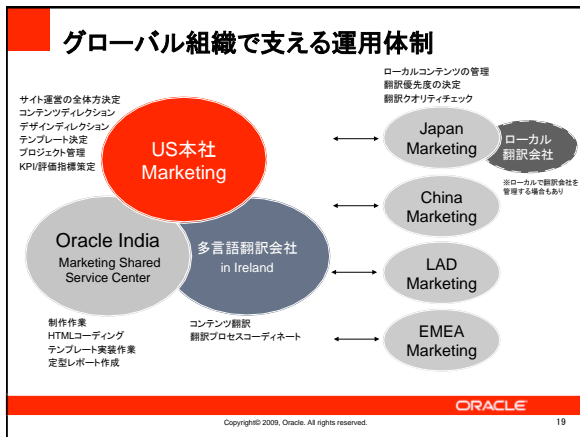 グローバル組織で支える運用体制
ローカルコンテンツの管理
翻訳優先度の決定
翻訳クオリティチェック
サイト運営の全体方決定
コンテンツディレクション
デザインディレクション
テンプレート決定
プロジェクト管理
KPI/評価指標策定
US本社
Marketing
Japan
Marketing
ローカル
翻訳会社
※ローカルで翻訳会社を
管理する場合もあり
China
Marketing
Oracle India
Marketing Shared
Service Center
多言語翻訳会社
in Ireland
LAD
Marketing
制作作業
HTMLコーディング
テンプレート実装作業
定型レポート作成
コンテンツ翻訳
翻訳プロセスコーディネート
EMEA
Marketing
ORACLE
Copyright© 2009, Oracle. All rights reserved.
19